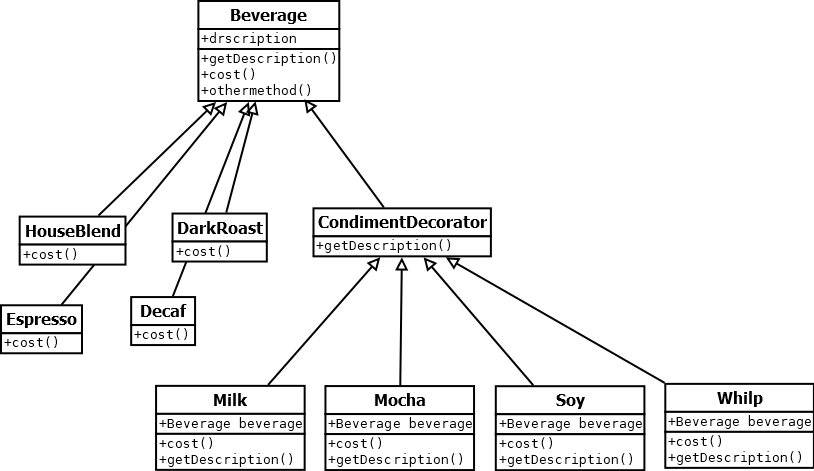 Beverage
+drscription
+getDescription()
+cost()
+othermethod()
HouseBlend
+cost()
DarkRoast
+cost()
CondimentDecorator
+getDescription()
Espresso
+cost()
Decaf
+cost()
Milk
+Beverage beverage
+cost()
+getDescription()
Mocha
+Beverage beverage
+cost()
+getDescription()
Soy
+Beverage beverage
+cost()
+getDescription()
Whilp
+Beverage beverage
+cost()
+getDescription()